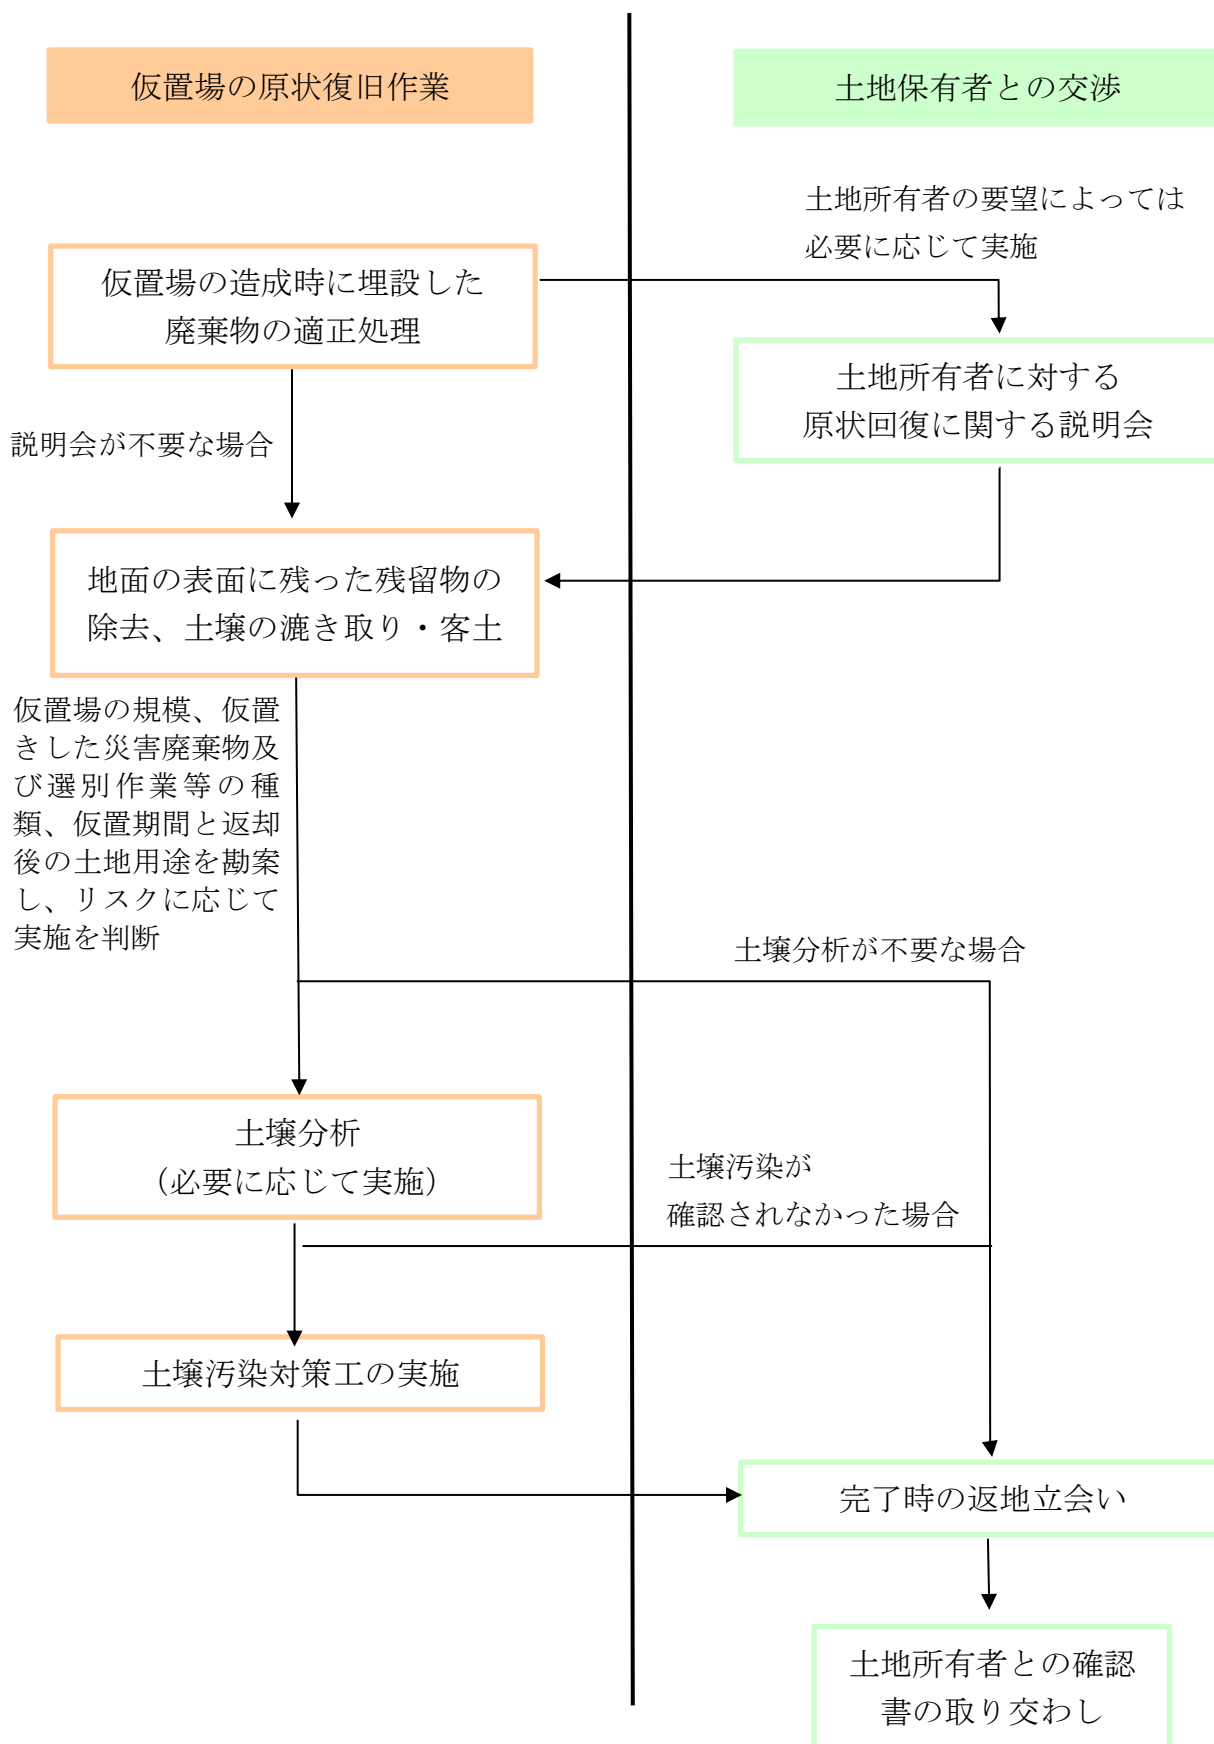 仮置場の原状復旧作業
土地保有者との交渉
土地所有者の要望によっては
必要に応じて実施
仮置場の造成時に埋設した
廃棄物の適正処理
土地所有者に対する
原状回復に関する説明会
説明会が不要な場合
地面の表面に残った残留物の
除去、土壌の漉き取り・客土
仮置場の規模、仮置
きした災害廃棄物及
び選別作業等の種
類、仮置期間と返却
後の土地用途を勘案
し、リスクに応じて
実施を判断
土壌分析が不要な場合
土壌分析
（必要に応じて実施）
土壌汚染が
確認されなかった場合
土壌汚染対策工の実施
完了時の返地立会い
土地所有者との確認
書の取り交わし